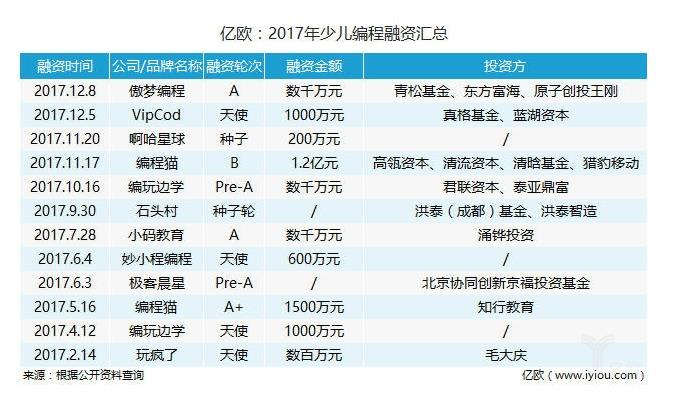 亿欧：2017年少儿编程融资汇总
融资时间 公司/品牌名称 融资轮次 融资金额 投资方
2017.12.8 傲梦编程 A 数千万元 青松基金、东方富海、原子创投王刚
2017.12.5 VipCod 天使 1000万元 真格基金、蓝湖资本
2017.11.20 啊哈星球 种子 200万元 /
2017.11.17 编程猫 B 1.2亿元 高瓴资本、清流资本、清晗基金、猎豹移动
2017.10.16 编玩边学 Pre-A 数千万元 君联资本、泰亚鼎富
2017.9.30 石头村 种子轮 / 洪泰（成都）基金、洪泰智造
2017.7.28 小码教育 A 数千万元 涌铧投资
2017.6.4 妙小程编程 天使 600万元 /
2017.6.3 极客晨星 Pre-A / 北京协同创新京福投资基金
2017.5.16 编程猫 A+ 1500万元 知行教育
2017.4.12 编玩边学 天使 1000万元 /
2017.2.14 玩疯了 天使 数百万元 毛大庆
来源：根据公开资料查询 亿欧（www.iyiou.com）